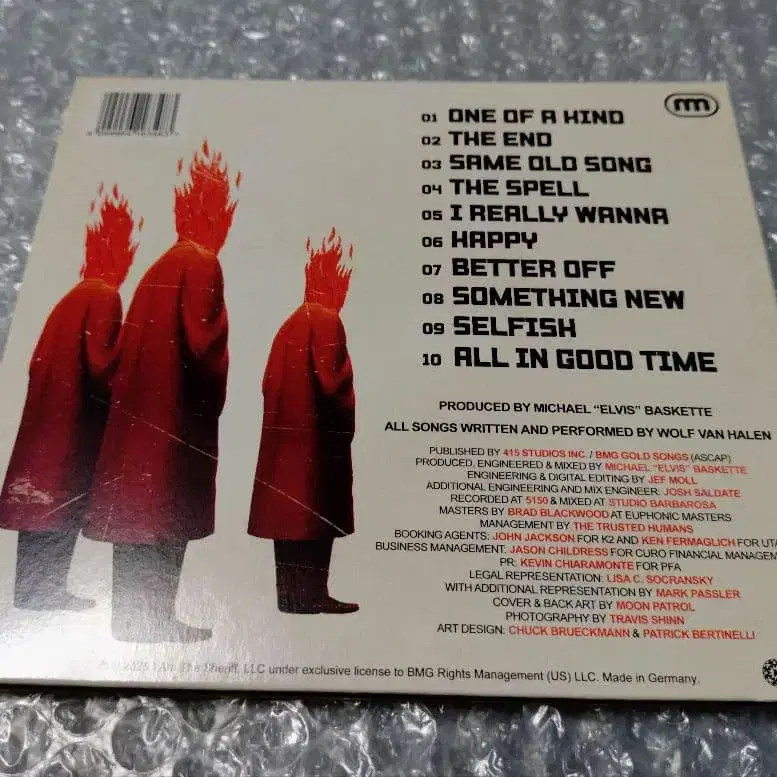 01 ONE OF A KIND
02 THE END
03 SAME OLD SONG
04 THE SPELL
05 I REALLY WANNA
06 HAPPY
07 BETTER OFF
08 SOMETHING NEW
09 SELFISH
10 ALL IN GOOD TIME
PRODUCED BY MICHAEL “ELVIS” BASKETTE
ALL SONGS WRITTEN AND PERFORMED BY WOLF VAN HALEN
PUBLISHED BY 415 STUDIOS INC. / BMG GOLD SONGS (ASCAP)
PRODUCED, ENGINEERED & MIXED BY MICHAEL “ELVIS” BASKETTE
ENGINEERING & DIGITAL EDITING BY JEF MOLL
ADDITIONAL ENGINEERING AND MIX ENGINEER: JOSH SALDATE
RECORDED AT 5150 & MIXED AT STUDIO BARBAROSA
MASTERS BY BRAD BLACKWOOD AT EUPHONIC MASTERS
MANAGEMENT BY THE TRUSTED HUMANS
BOOKING AGENTS: JOHN JACKSON FOR K2 AND KEN FERMAGLICH FOR UTA
BUSINESS MANAGEMENT: JASON CHILDRESS FOR CURO FINANCIAL MANAGEM
PR: KEVIN CHIARAMONTE FOR PFA
LEGAL REPRESENTATION: LISA C. SOCRANSKY
WITH ADDITIONAL REPRESENTATION BY MARK PASSLER
COVER & BACK ART BY MOON PATROL
PHOTOGRAPHY BY TRAVIS SHINN
ART DESIGN: CHUCK BRUECKMANN & PATRICK BERTINELLI
2025 I Am The Sheriff, LLC under exclusive license to BMG Rights Management (US) LLC. Made in Germany.